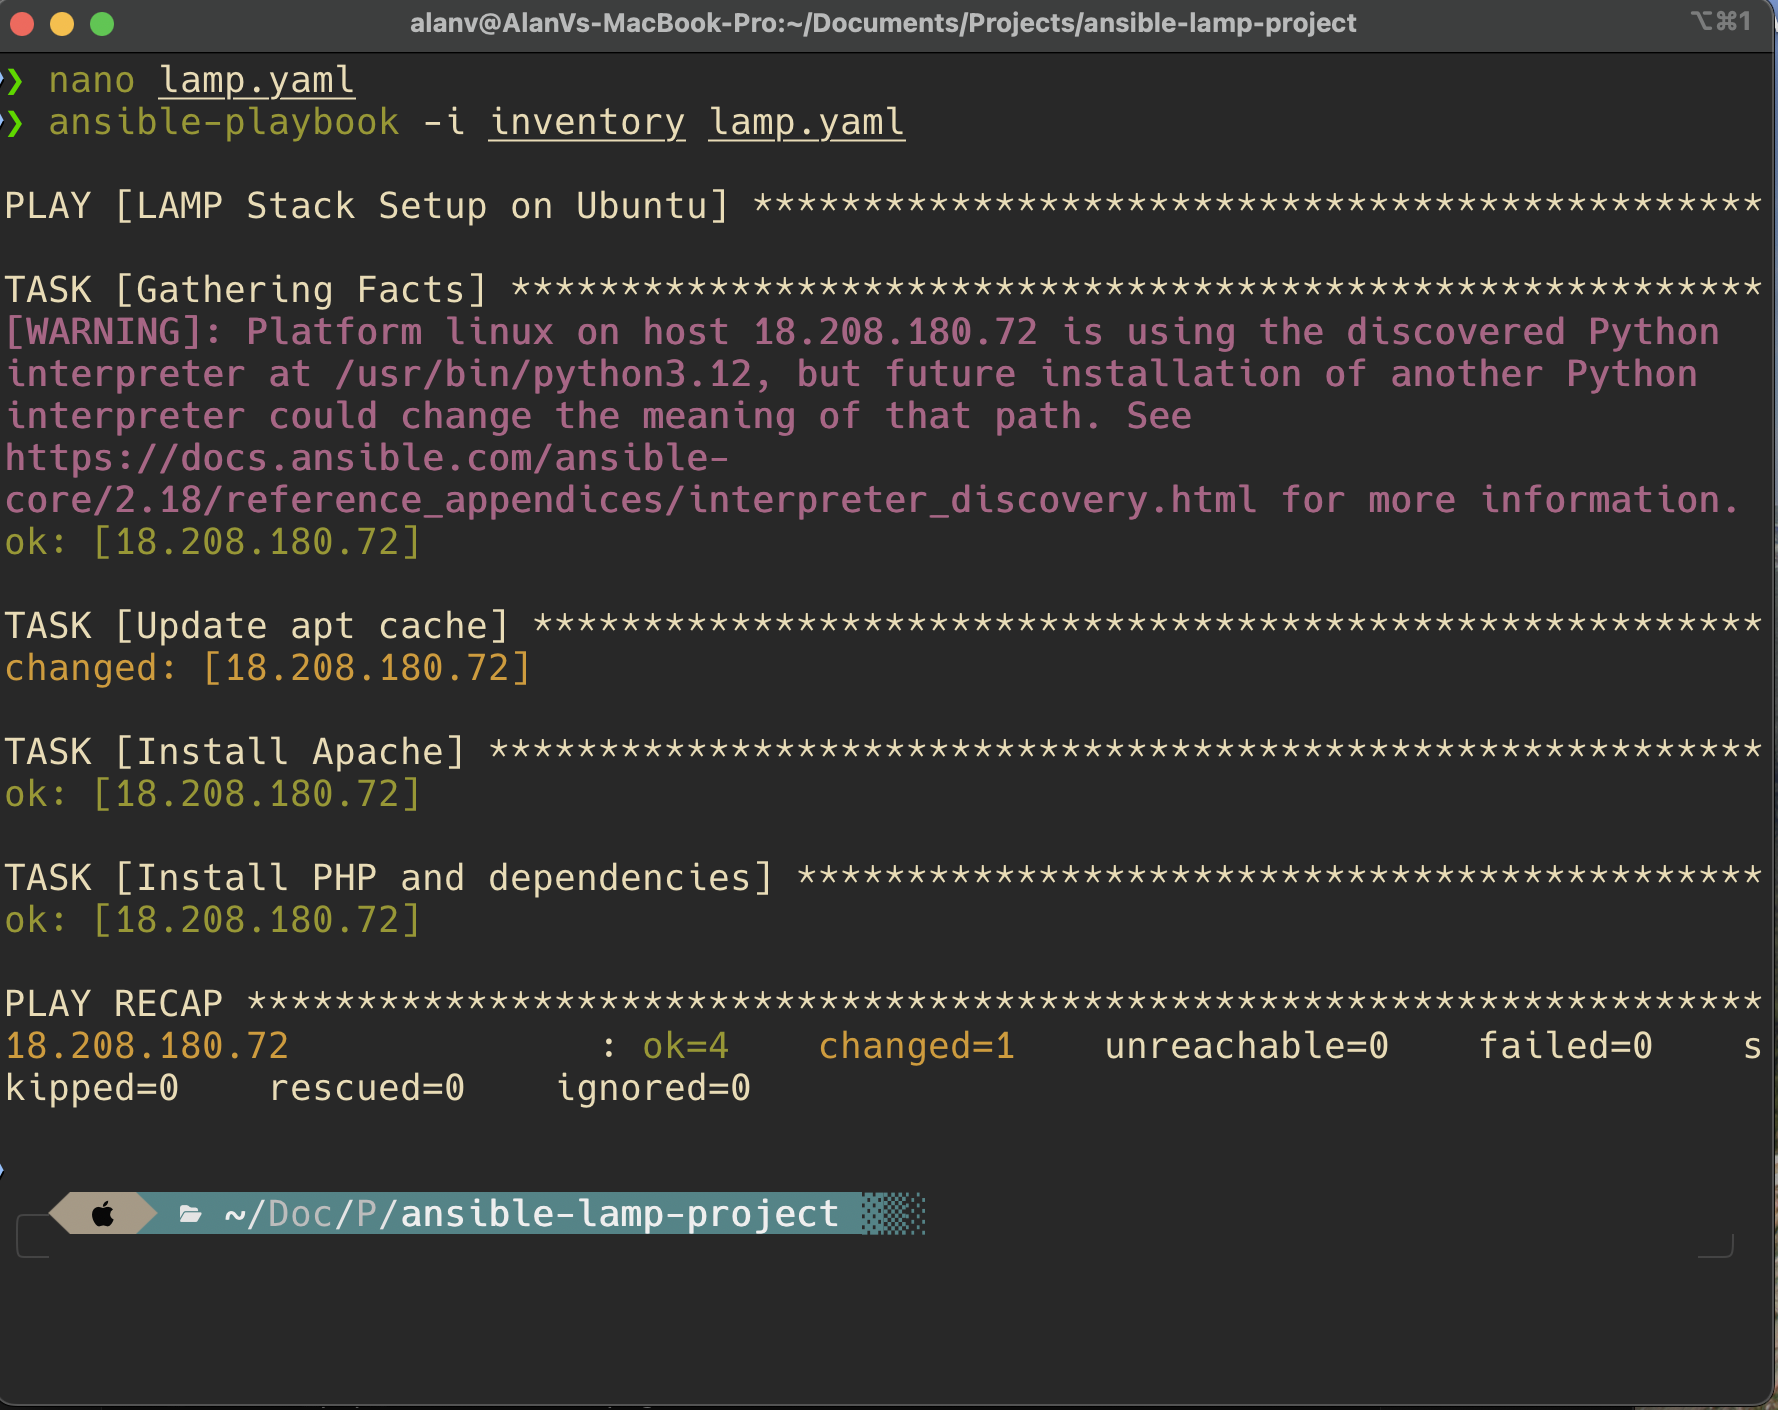 alanv@AlanVs-MacBook-Pro:~/Documents/Projects/ansible-lamp-project
⌥⌘1
❯ nano lamp.yaml
❯ ansible-playbook -i inventory lamp.yaml
PLAY [LAMP Stack Setup on Ubuntu] **********************************************
TASK [Gathering Facts] *********************************************************
[WARNING]: Platform linux on host 18.208.180.72 is using the discovered Python
interpreter at /usr/bin/python3.12, but future installation of another Python
interpreter could change the meaning of that path. See
https://docs.ansible.com/ansible-
core/2.18/reference_appendices/interpreter_discovery.html for more information.
ok: [18.208.180.72]
TASK [Update apt cache] ********************************************************
changed: [18.208.180.72]
TASK [Install Apache] **********************************************************
ok: [18.208.180.72]
TASK [Install PHP and dependencies] ********************************************
ok: [18.208.180.72]
PLAY RECAP *********************************************************************
18.208.180.72              : ok=4    changed=1    unreachable=0    failed=0    s
kipped=0    rescued=0    ignored=0
~/Doc/P/ansible-lamp-project